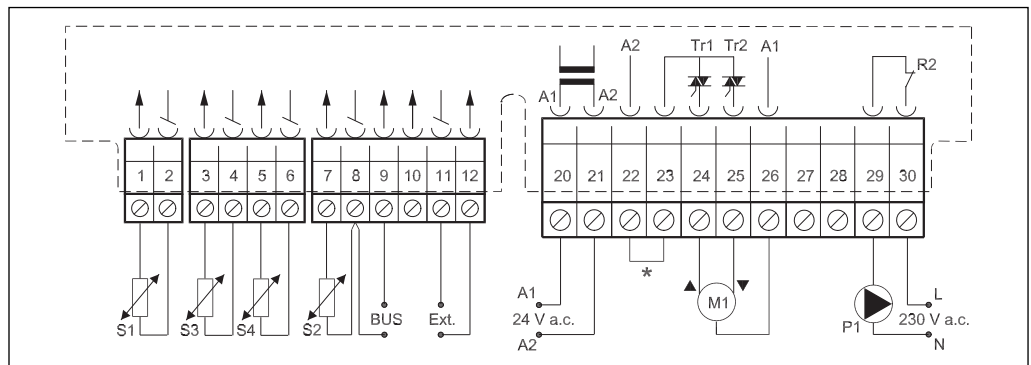 A2 Tr1 Tr2 A1
R2
A1 A2
1 2 3 4 5 6 7 8 9 10 11 12
20 21 22 23 24 25 26 27 28 29 30
*
A1 M1 L
S1 S3 S4 S2 BUS Ext. 24 V a.c. P1 230 V a.c.
A2 N